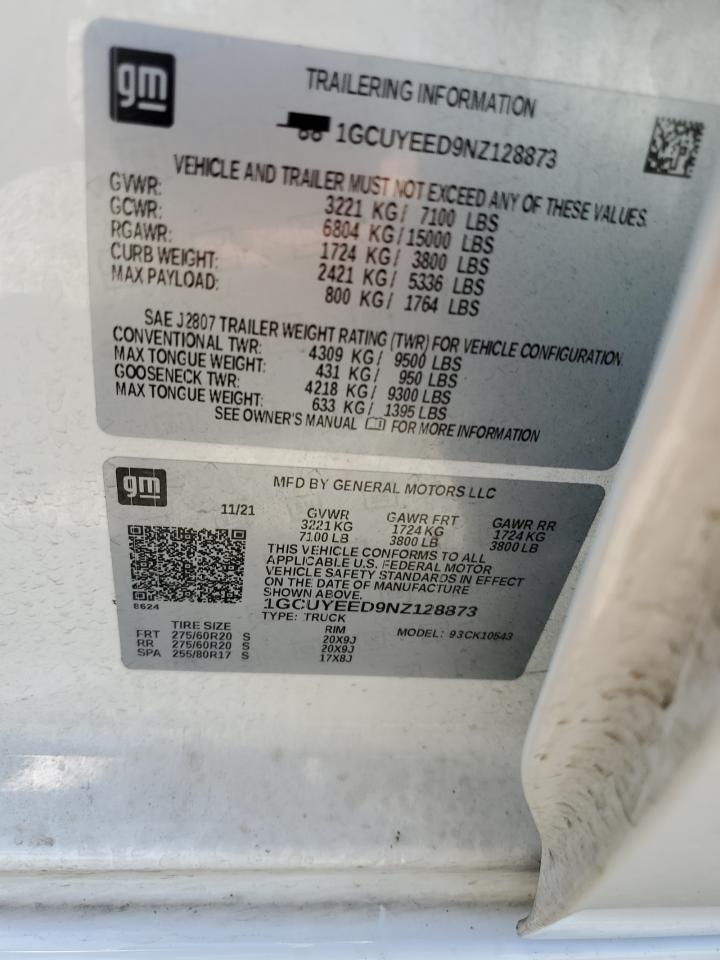 gm
TRAILERING INFORMATION
1GCUYEED9NZ128873
VEHICLE AND TRAILER MUST NOT EXCEED ANY OF THESE VALUES.
GVWR: 3221 KG/ 7100 LBS
GCWR: 6804 KG/15000 LBS
RGAWR: 1724 KG/ 3800 LBS
CURB WEIGHT: 2421 KG/ 5336 LBS
MAX PAYLOAD: 800 KG/ 1764 LBS
SAE J2807 TRAILER WEIGHT RATING (TWR) FOR VEHICLE CONFIGURATION.
CONVENTIONAL TWR: 4309 KG/ 9500 LBS
MAX TONGUE WEIGHT: 431 KG/ 950 LBS
GOOSENECK TWR: 4218 KG/ 9300 LBS
MAX TONGUE WEIGHT: 633 KG/ 1395 LBS
SEE OWNER'S MANUAL FOR MORE INFORMATION
gm
MFD BY GENERAL MOTORS LLC
11/21 GVWR GAWR FRT GAWR RR
3221 KG 1724 KG 1724 KG
7100 LB 3800 LB 3800 LB
THIS VEHICLE CONFORMS TO ALL
APPLICABLE U.S. FEDERAL MOTOR
VEHICLE SAFETY STANDARDS IN EFFECT
ON THE DATE OF MANUFACTURE
SHOWN ABOVE.
8624 1GCUYEED9NZ128873
TYPE: TRUCK
TIRE SIZE RIM MODEL: 93CK10543
FRT 275/60R20 S 20X9J
RR 275/60R20 S 20X9J
SPA 255/80R17 S 17X8J